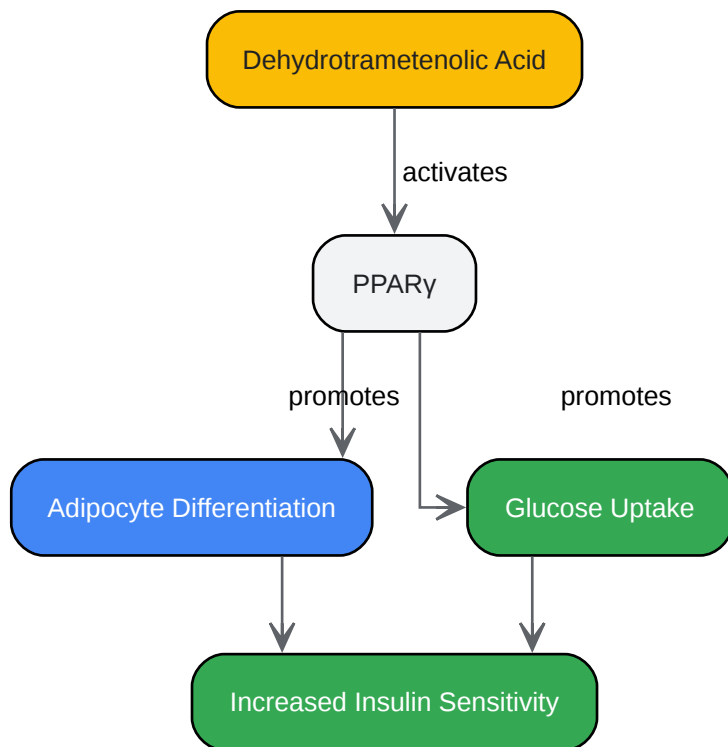 Dehydrotrametenolic Acid
activates
PPARγ
promotes
promotes
Adipocyte Differentiation
Glucose Uptake
Increased Insulin Sensitivity